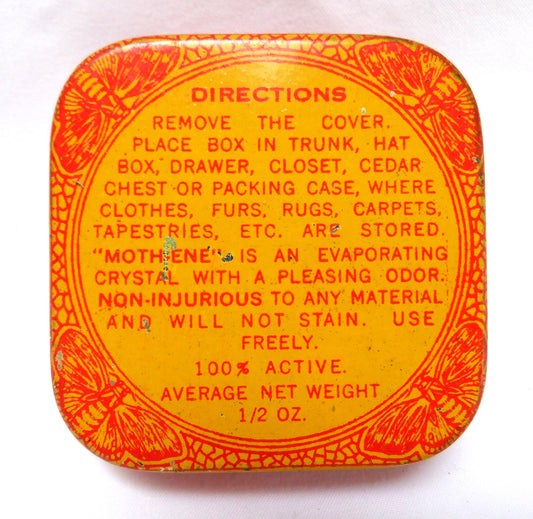 DIRECTIONS
REMOVE THE COVER.
PLACE BOX IN TRUNK, HAT
BOX, DRAWER, CLOSET, CEDAR
CHEST OR PACKING CASE, WHERE
CLOTHES, FURS, RUGS, CARPETS,
TAPESTRIES, ETC. ARE STORED.
"MOTH-ENE" IS AN EVAPORATING
CRYSTAL WITH A PLEASING ODOR.
NON-INJURIOUS TO ANY MATERIAL
AND WILL NOT STAIN. USE
FREELY.
100% ACTIVE.
AVERAGE NET WEIGHT
1/2 OZ.